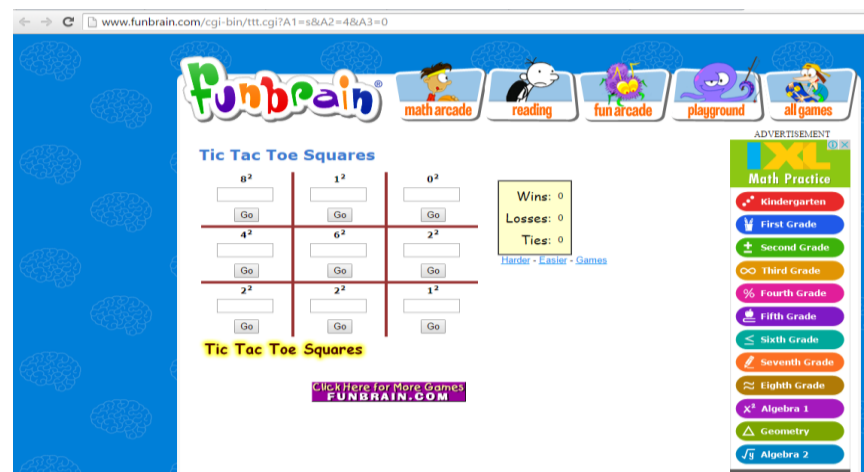 www.funbrain.com/cgi-bin/ttt.cgi?A1=s&A2=4&A3=0
funbrain®
math arcade
reading
fun arcade
playground
all games
ADVERTISEMENT
Tic Tac Toe Squares
8² 1² 0²
Go Go Go
4² 6² 2²
Go Go Go
2² 2² 1²
Go Go Go
Tic Tac Toe Squares
Click Here for More Games
FUNBRAIN.COM
Wins: 0
Losses: 0
Ties: 0
Harder - Easier - Games
IXL
Math Practice
Kindergarten
First Grade
± Second Grade
∞ Third Grade
% Fourth Grade
Fifth Grade
≤ Sixth Grade
Seventh Grade
≈ Eighth Grade
x² Algebra 1
△ Geometry
√y Algebra 2